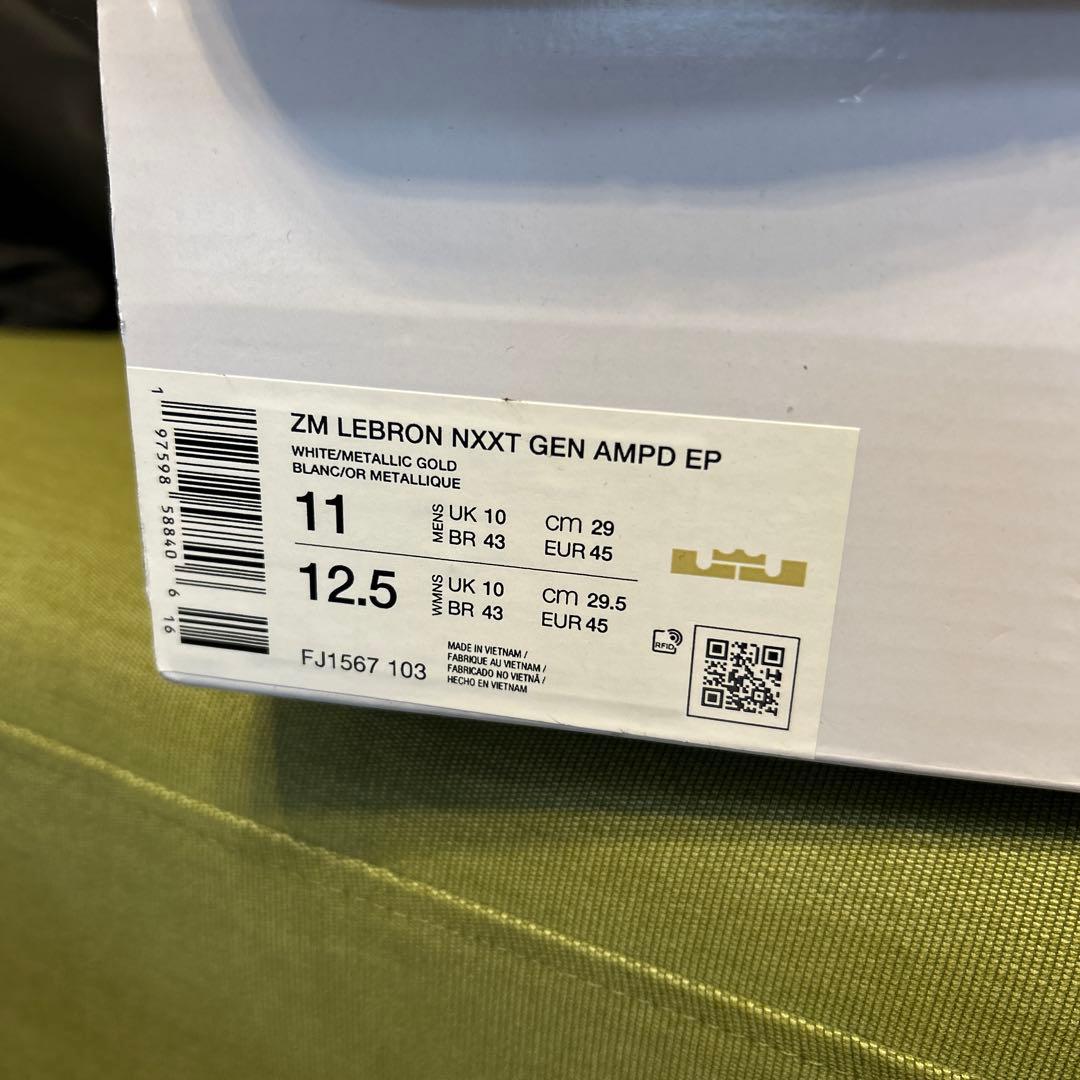 ZM LEBRON NXXT GEN AMPD EP
WHITE/METALLIC GOLD
BLANC/OR METALLIQUE
11 MENS UK 10 cm 29
BR 43 EUR 45
12.5 WMNS UK 10 cm 29.5
BR 43 EUR 45
FJ1567 103
MADE IN VIETNAM /
FABRIQUE AU VIETNAM /
FABRICADO NO VIETNÃ /
HECHO EN VIETNAM
RFID
1 97598 58840 6 16